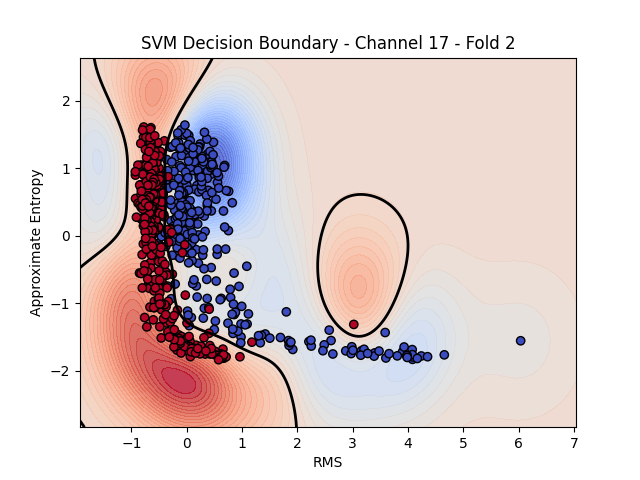 SVM Decision Boundary - Channel 17 - Fold 2
Approximate Entropy
2
1
0
−1
−2
−1 0 1 2 3 4 5 6 7
RMS